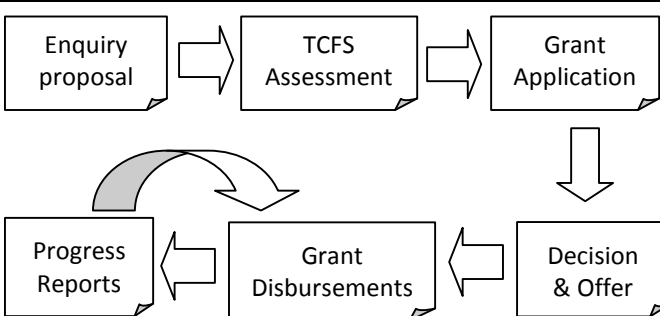 Enquiry
proposal
TCFS
Assessment
Grant
Application
Progress
Reports
Grant
Disbursements
Decision
& Offer